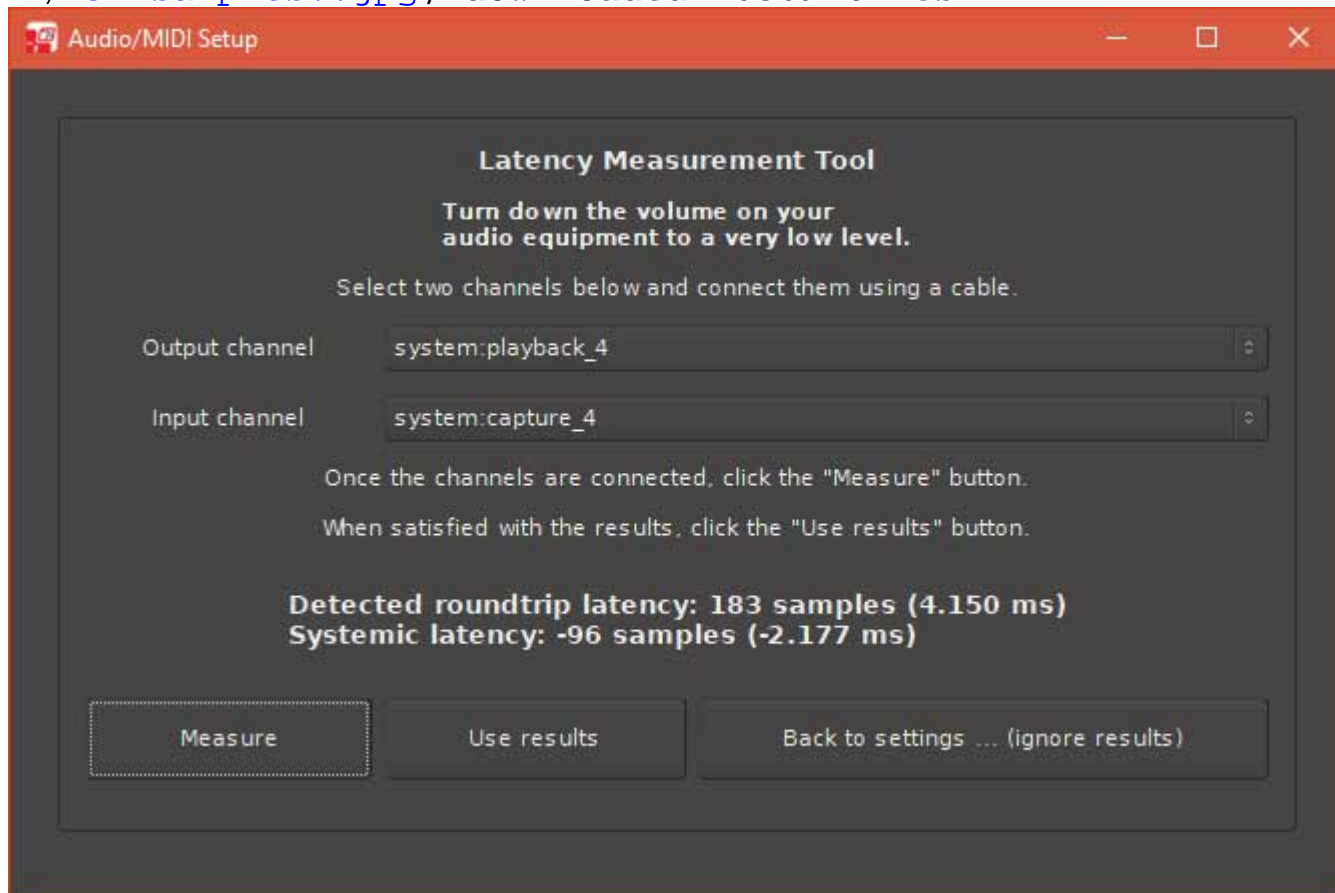 Audio/MIDI Setup
Latency Measurement Tool
Turn down the volume on your
audio equipment to a very low level.
Select two channels below and connect them using a cable.
Output channel system:playback_4
Input channel system:capture_4
Once the channels are connected, click the "Measure" button.
When satisfied with the results, click the "Use results" button.
Detected roundtrip latency: 183 samples (4.150 ms)
Systemic latency: -96 samples (-2.177 ms)
Measure Use results Back to settings ... (ignore results)